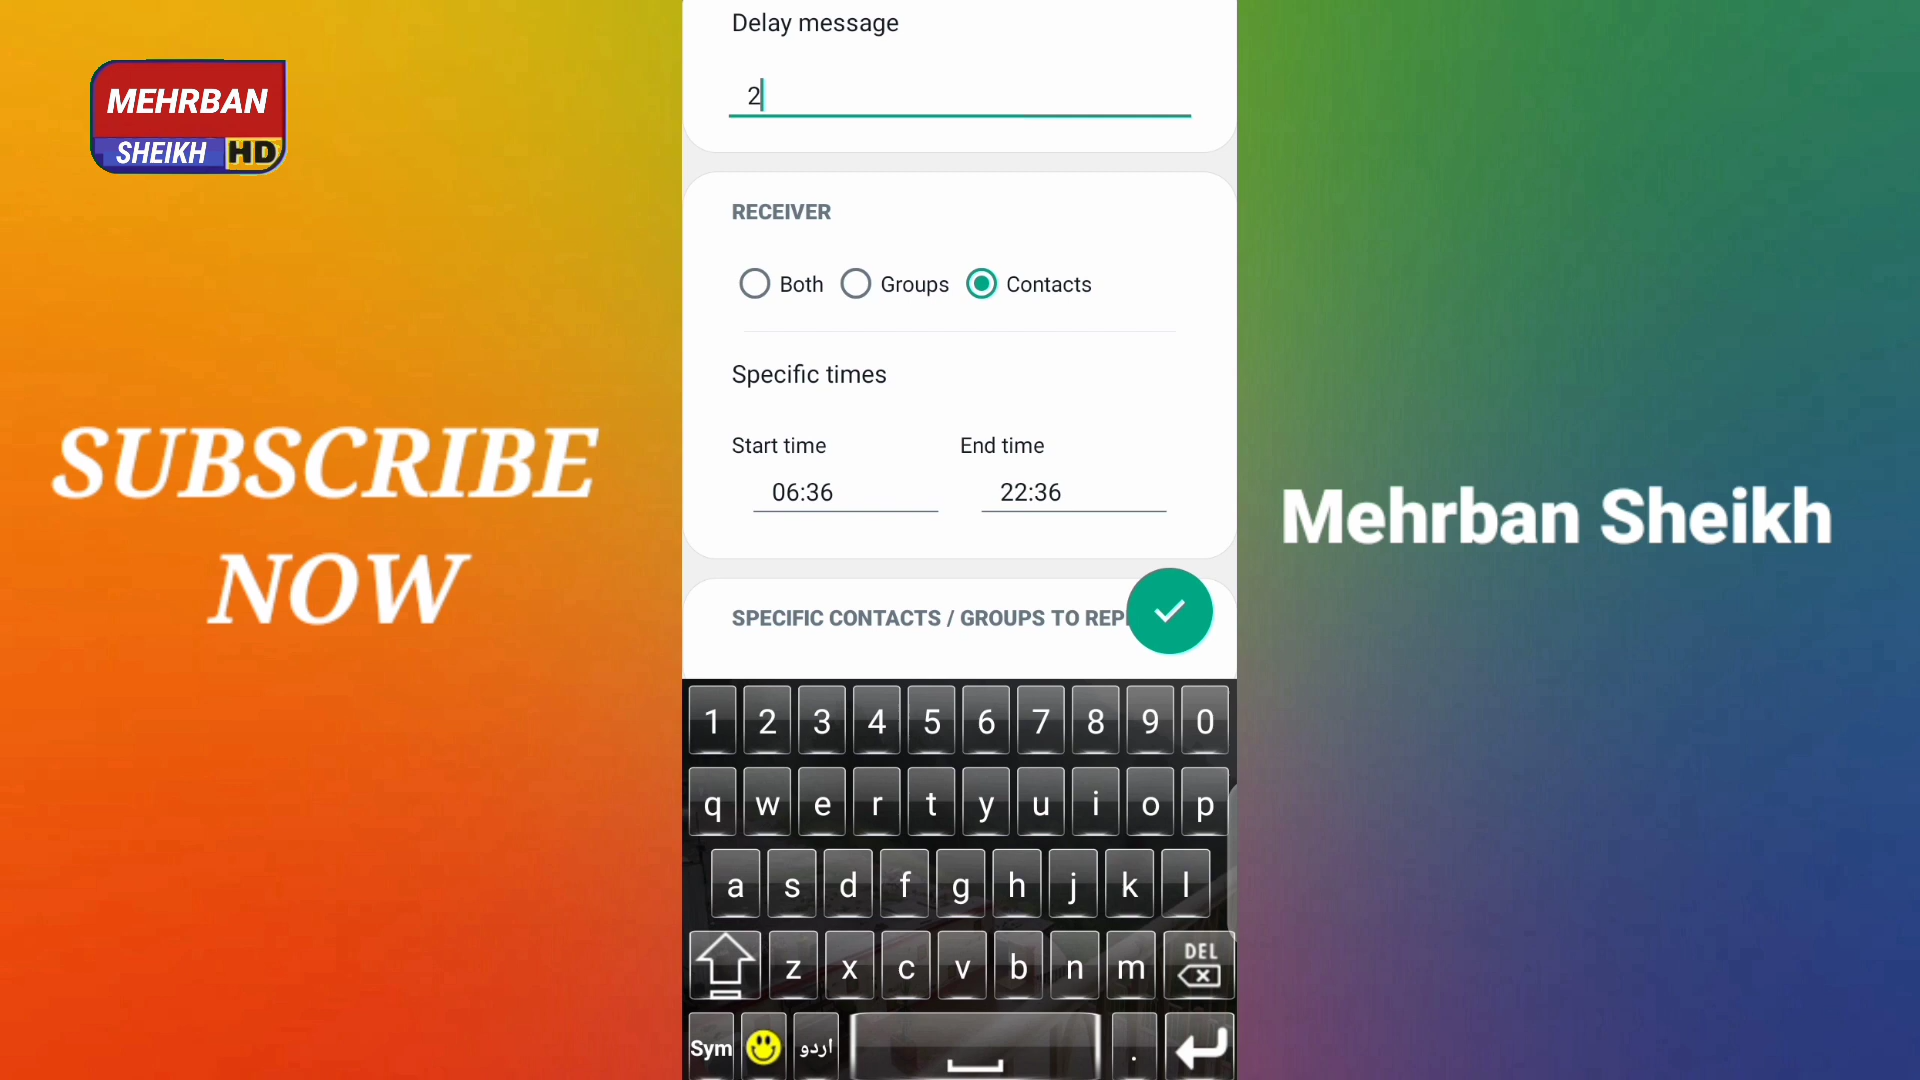 MEHRBAN
SHEIKH HD
SUBSCRIBE
NOW
Delay message
2
RECEIVER
Both Groups Contacts
Specific times
Start time End time
06:36 22:36
SPECIFIC CONTACTS / GROUPS TO REP
1 2 3 4 5 6 7 8 9 0
q w e r t y u i o p
a s d f g h j k l
z x c v b n m DEL
Sym اردو .
Mehrban Sheikh